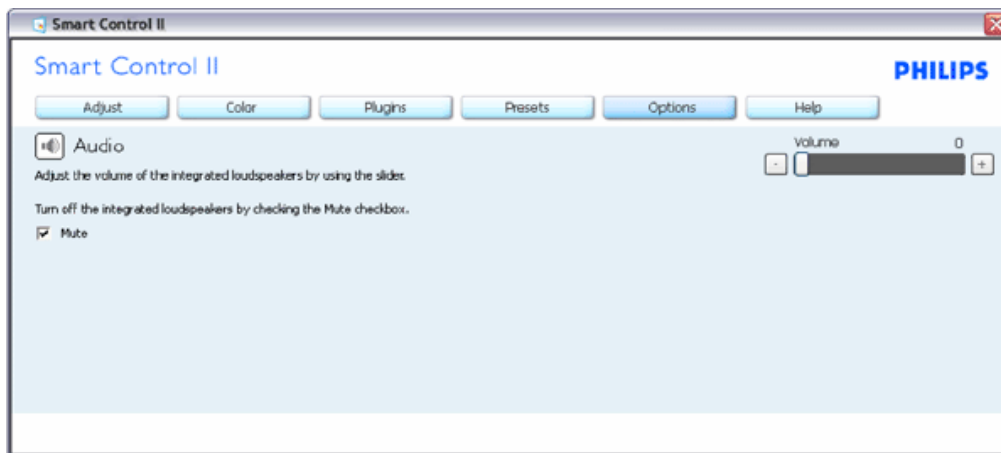 Smart Control II
Smart Control II
PHILIPS
Adjust Color Plugins Presets Options Help
Audio
Volume 0
- +
Adjust the volume of the integrated loudspeakers by using the slider.
Turn off the integrated loudspeakers by checking the Mute checkbox.
Mute